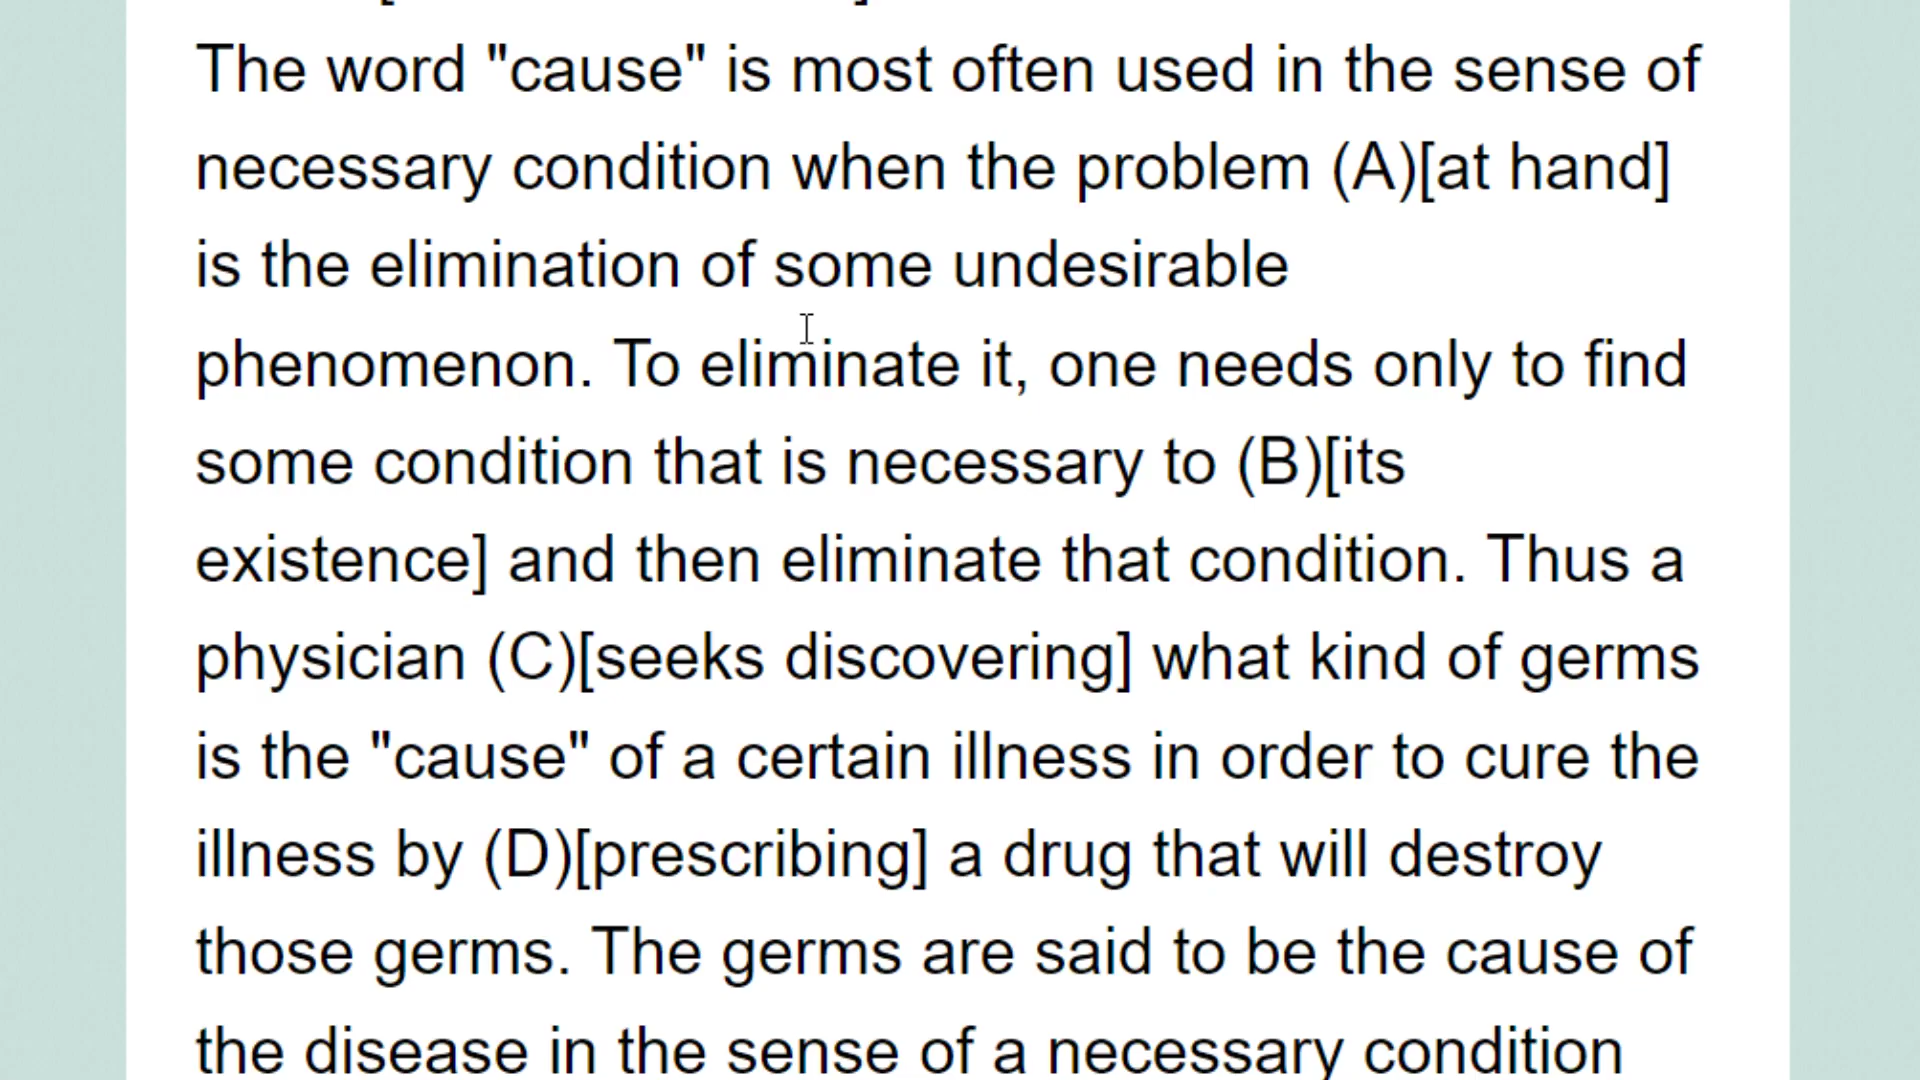 The word "cause" is most often used in the sense of
necessary condition when the problem (A)[at hand]
is the elimination of some undesirable
phenomenon. To eliminate it, one needs only to find
some condition that is necessary to (B)[its
existence] and then eliminate that condition. Thus a
physician (C)[seeks discovering] what kind of germs
is the "cause" of a certain illness in order to cure the
illness by (D)[prescribing] a drug that will destroy
those germs. The germs are said to be the cause of
the disease in the sense of a necessary condition